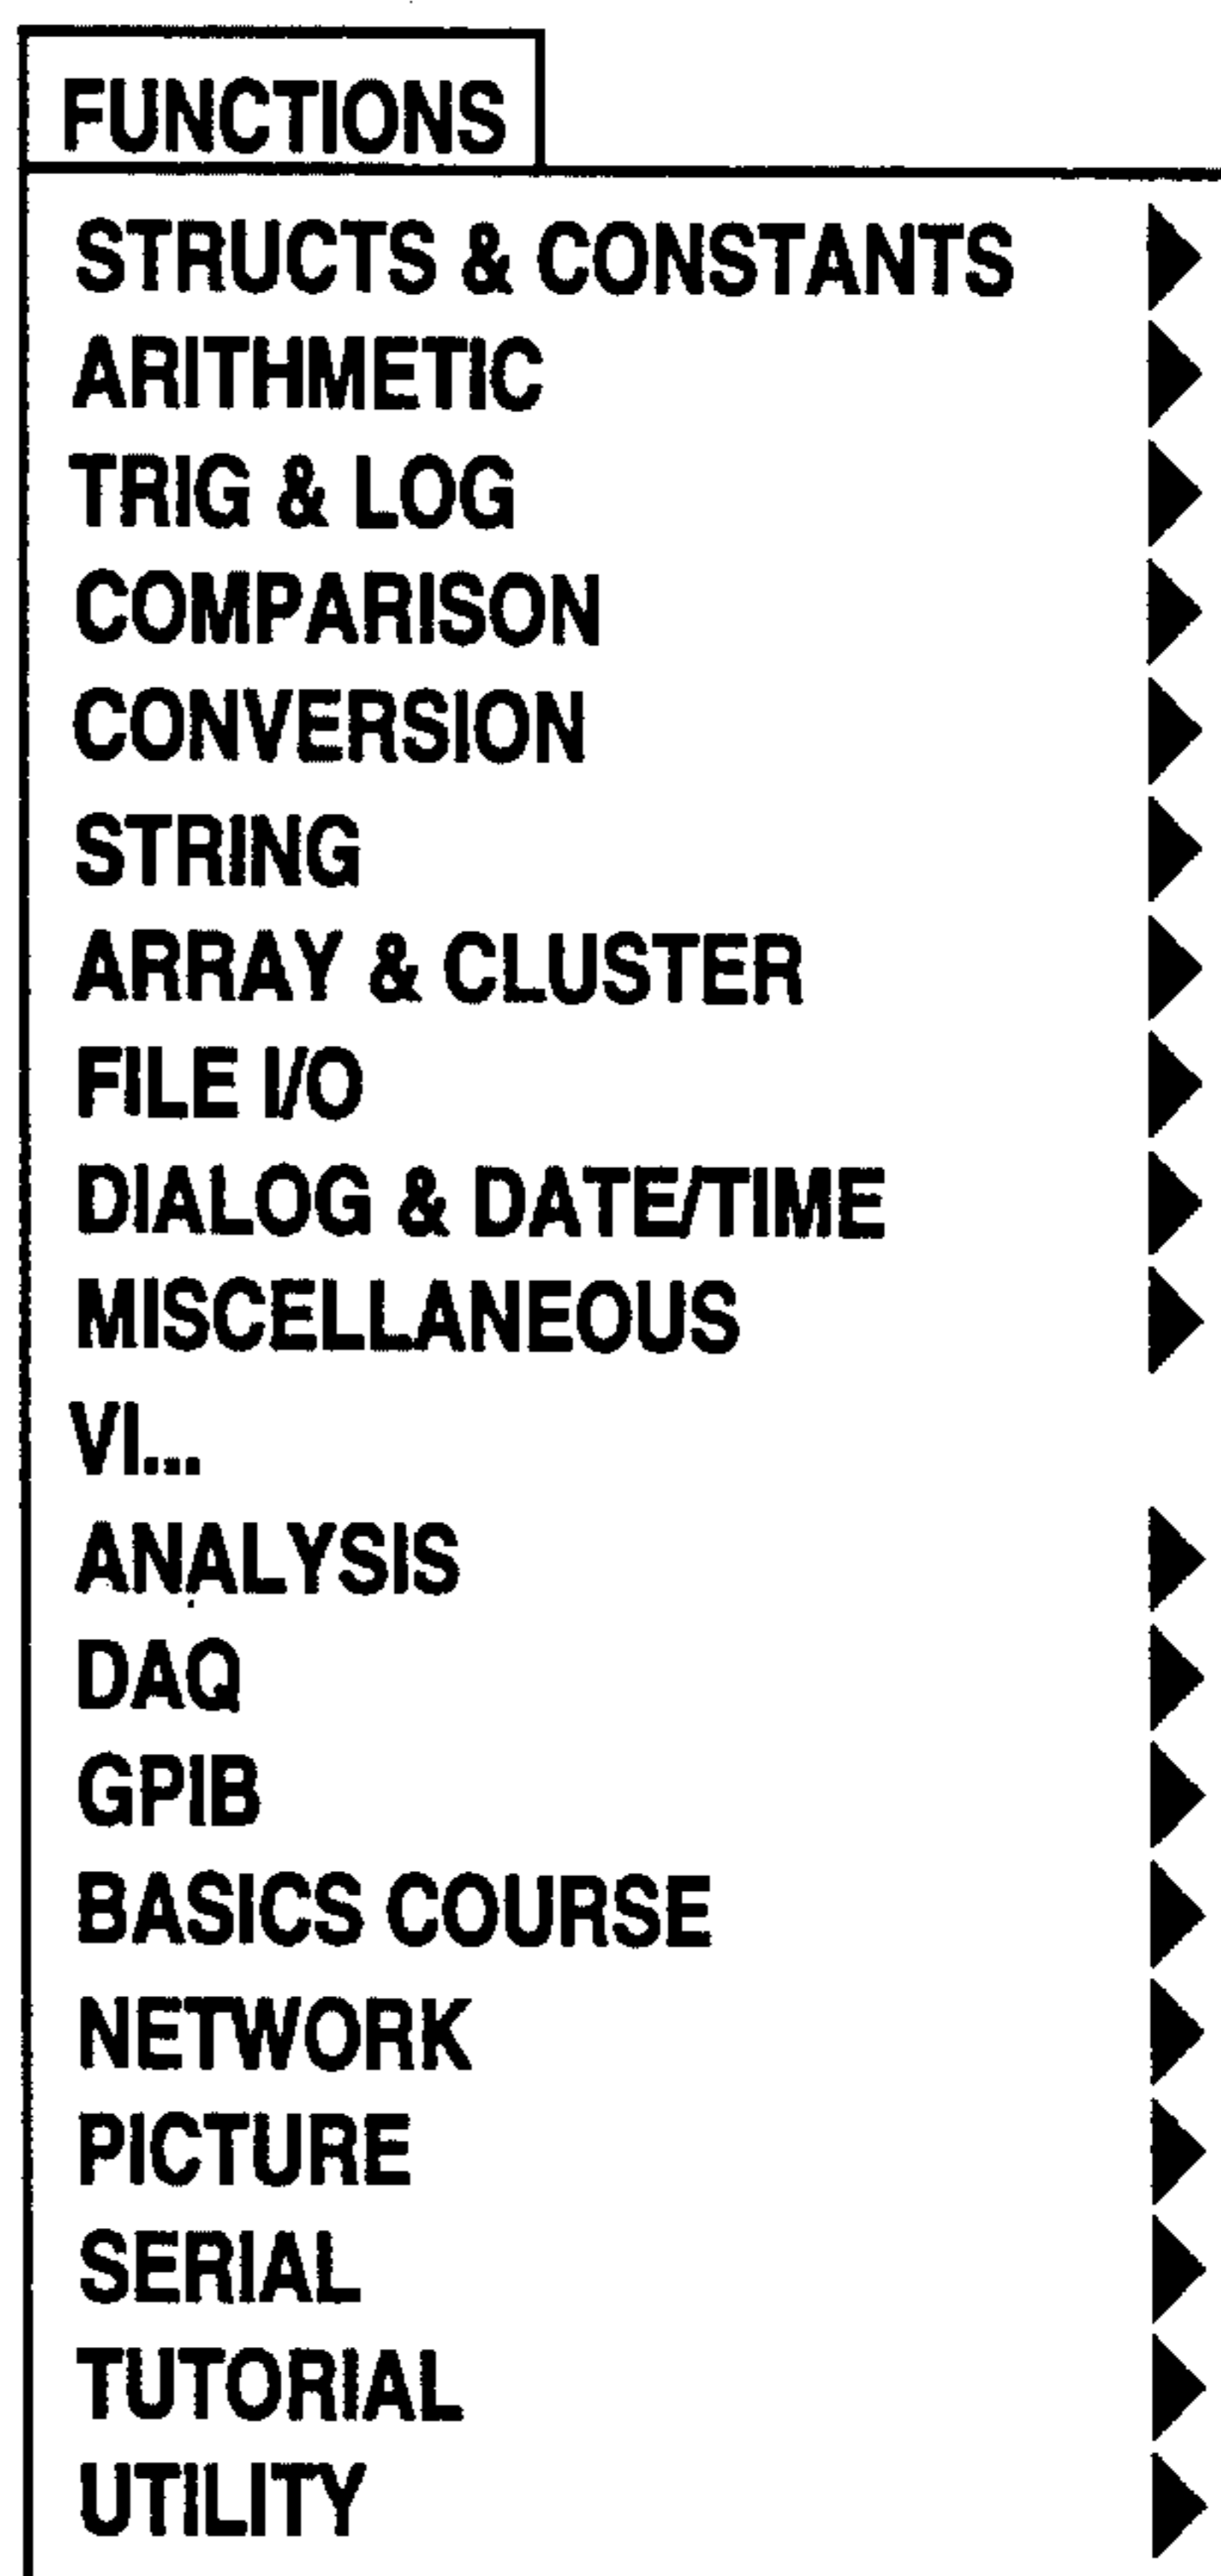 FUNCTIONS
STRUCTS & CONSTANTS
ARITHMETIC
TRIG & LOG
COMPARISON
CONVERSION
STRING
ARRAY & CLUSTER
FILE I/O
DIALOG & DATE/TIME
MISCELLANEOUS
VI...
ANALYSIS
DAQ
GPIB
BASICS COURSE
NETWORK
PICTURE
SERIAL
TUTORIAL
UTILITY